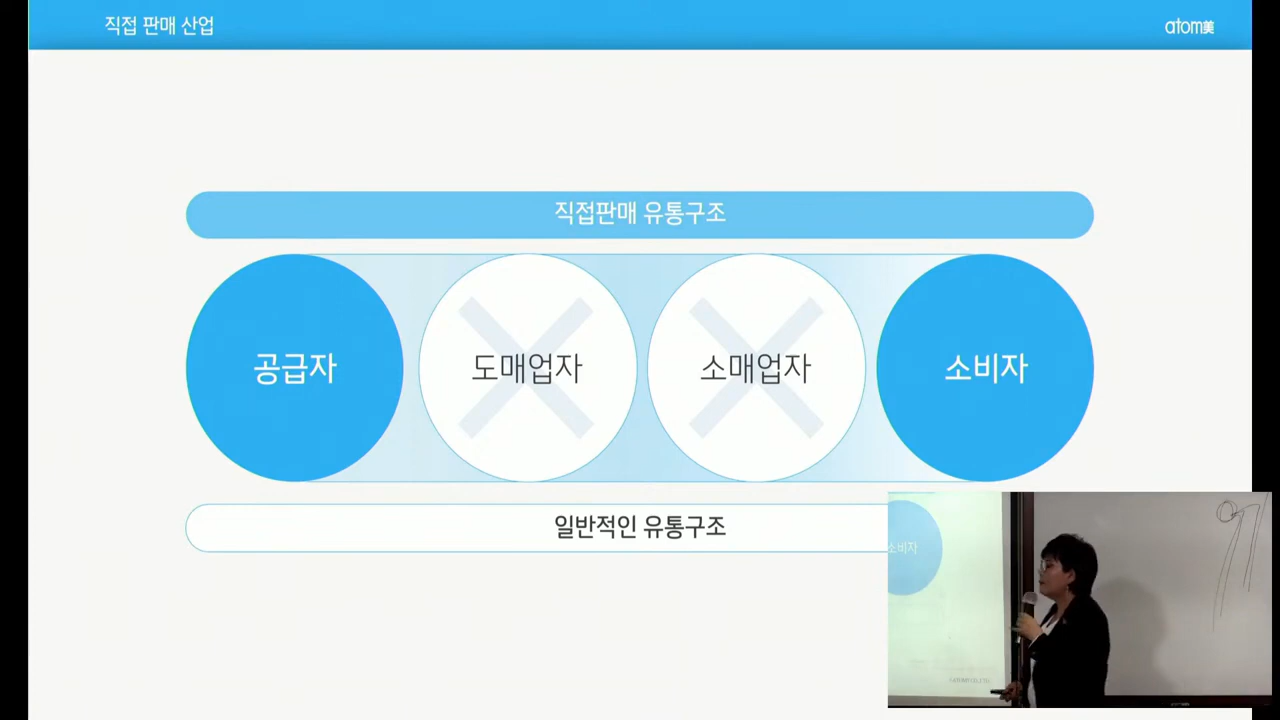 직접 판매 산업
atom美
직접판매 유통구조
공급자
도매업자
소매업자
소비자
일반적인 유통구조
소비자